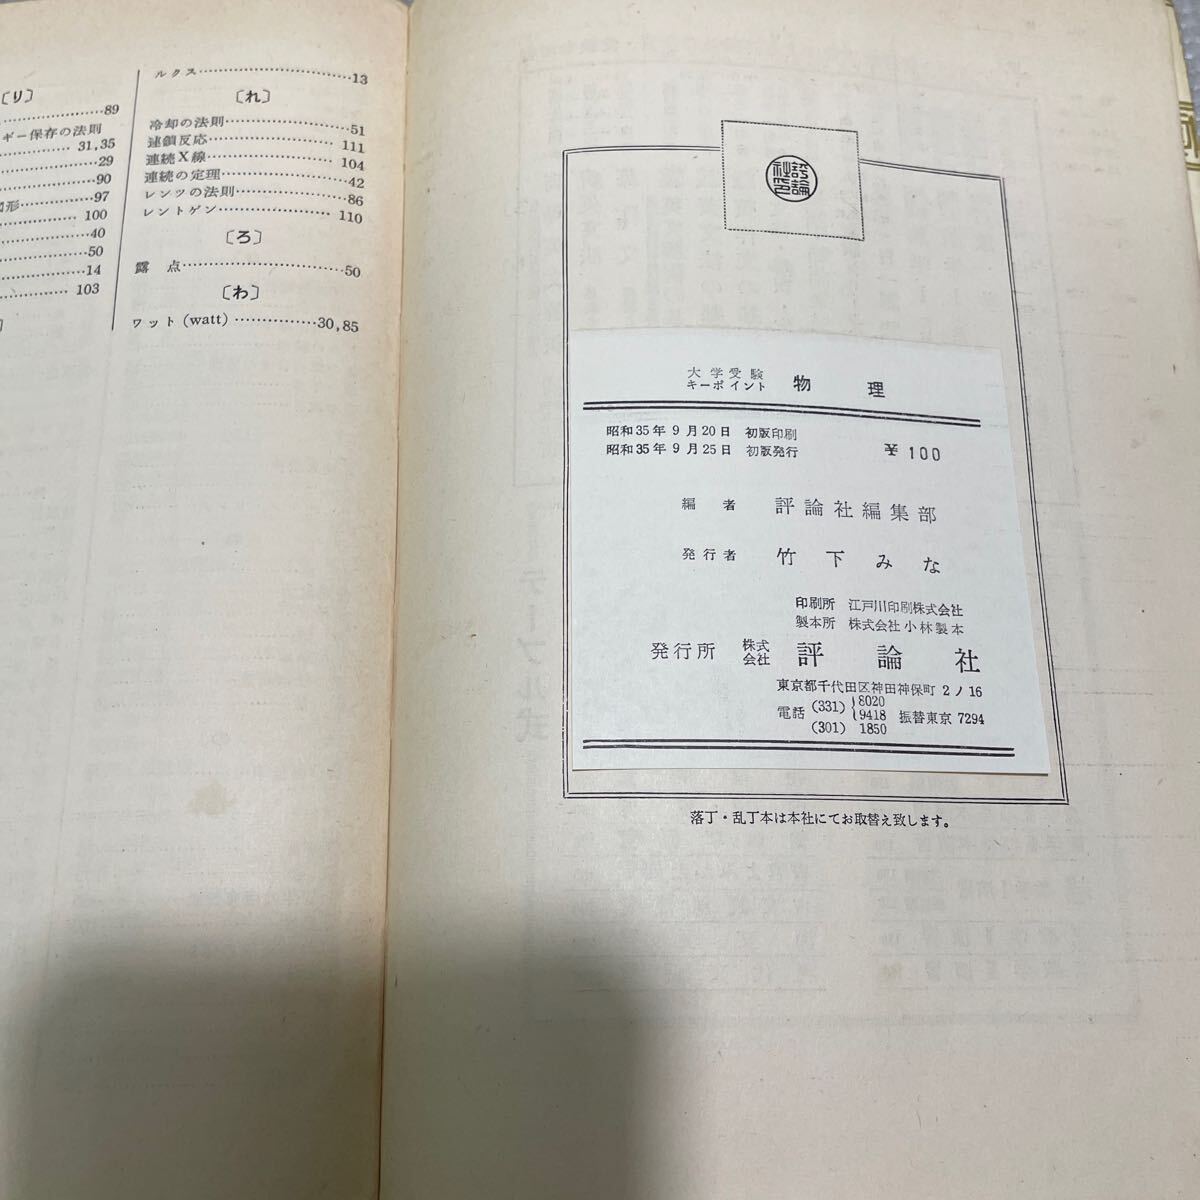 〔り〕
89
ギー保存の法則
31,35
29
90
図形 97
100
40
50
14
103
〕
ルクス 13
〔れ〕
冷却の法則 51
連鎖反応 111
連続X線 104
連続の定理 42
レンツの法則 86
レントゲン 110
〔ろ〕
露 点 50
〔わ〕
ワット (watt) 30,85
大学受験
キーポイント 物 理
昭和35年 9 月20日 初版印刷
昭和35年 9 月25日 初版発行 ¥ 100
編 者 評論社編集部
発行者 竹 下 み な
印刷所 江戸川印刷株式会社
製本所 株式会社小林製本
発行所 株式会社 評 論 社
東京都千代田区神田神保町 2 ノ 16
電話 (331) 8020
9418 振替東京 7294
(301) 1850
落丁・乱丁本は本社にてお取替え致します。